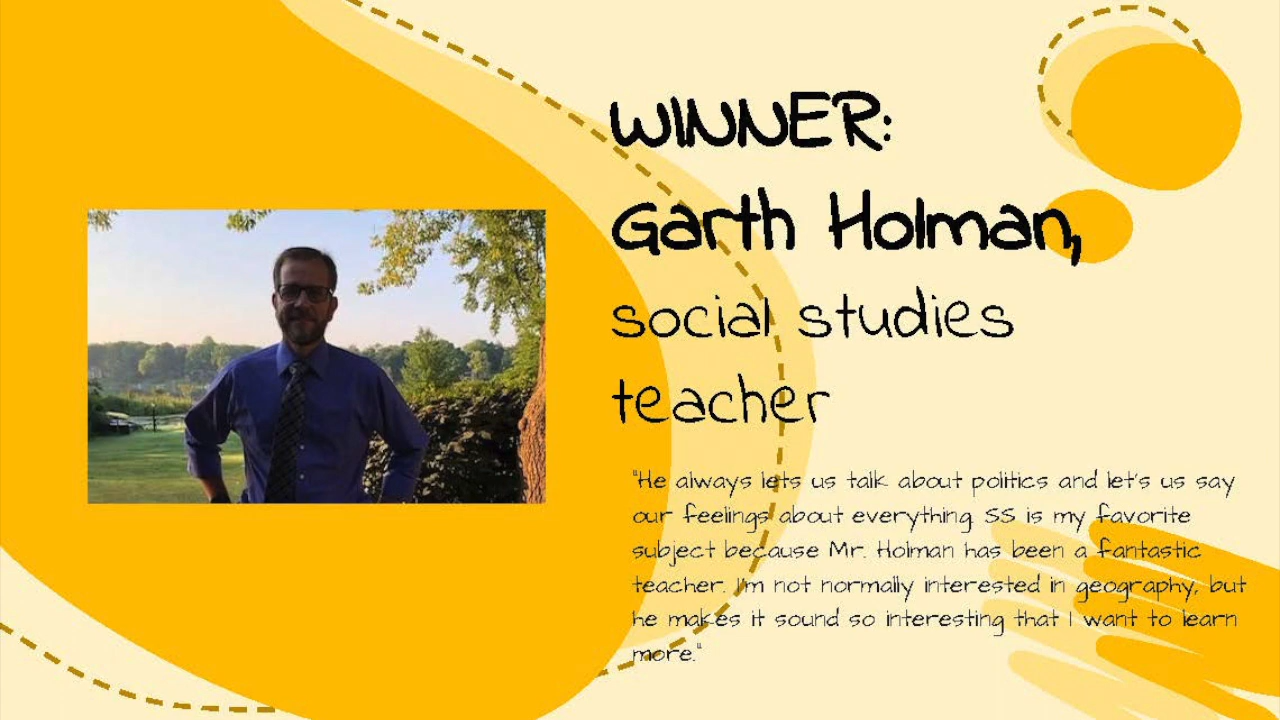 WINNER:
Garth Holman,
social studies
teacher
"He always lets us talk about politics and let's us say
our feelings about everything. SS is my favorite
subject because Mr. Holman has been a fantastic
teacher. I'm not normally interested in geography, but
he makes it sound so interesting that I want to learn
more."